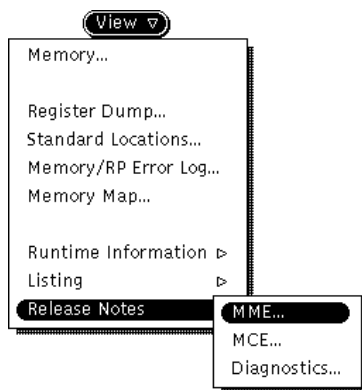 View
Memory...
Register Dump...
Standard Locations...
Memory/RP Error Log...
Memory Map...
Runtime Information
Listing
Release Notes
MME...
MCE...
Diagnostics...